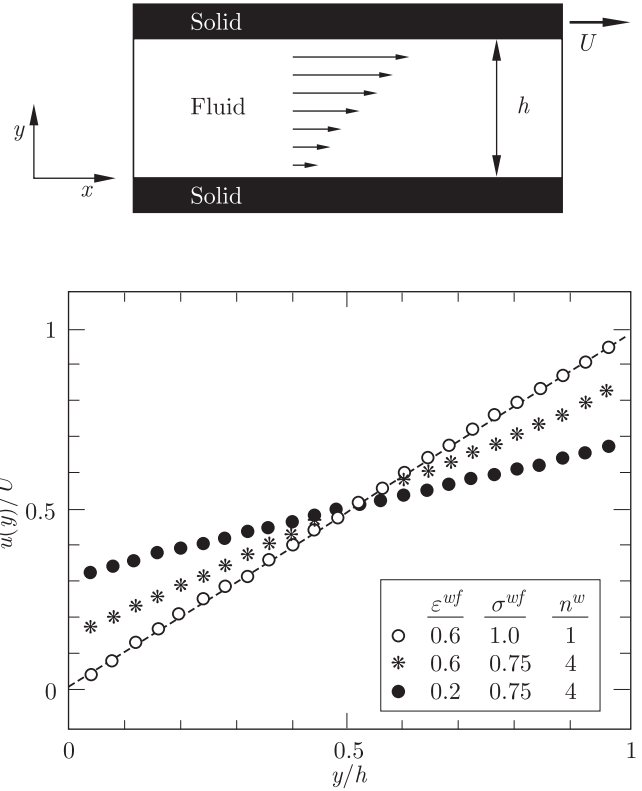 Solid
U
Fluid
h
y
x
Solid
1
u(y)/U
0.5
0
ε^{wf} σ^{wf} n^w
0.6 1.0 1
0.6 0.75 4
0.2 0.75 4
0 0.5 1
y/h